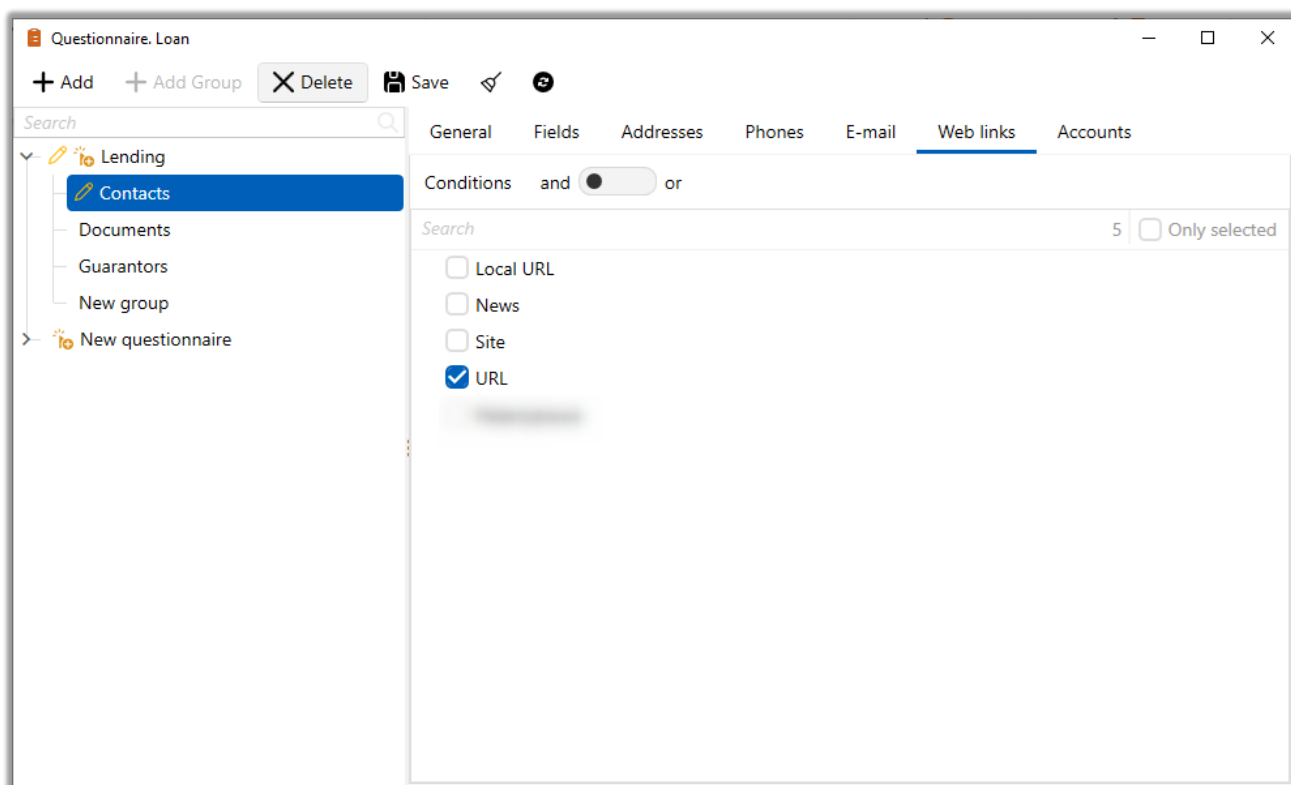 Questionnaire. Loan
Add
Add Group
Delete
Save
Search
Lending
Contacts
Documents
Guarantors
New group
New questionnaire
General Fields Addresses Phones E-mail Web links Accounts
Conditions and or
Search 5 Only selected
Local URL
News
Site
URL